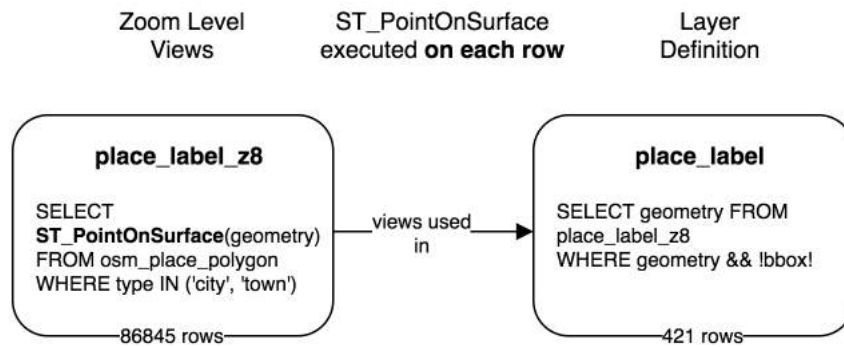 Zoom Level
Views
ST_PointOnSurface
executed on each row
Layer
Definition
place_label_z8
SELECT
ST_PointOnSurface(geometry)
FROM osm_place_polygon
WHERE type IN ('city', 'town')
86845 rows
views used
in
place_label
SELECT geometry FROM
place_label_z8
WHERE geometry && !bbox!
421 rows